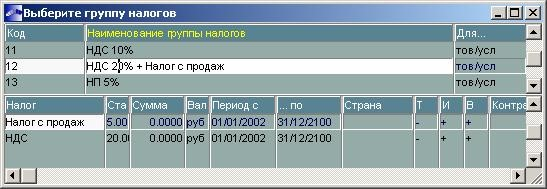 Выберите группу налогов
Код Наименование группы налогов Для...
11 НДС 10% тов/усл
12 НДС 20% + Налог с продаж тов/усл
13 НП 5% тов/усл
Налог Ста Сумма Вал Период с ... по Страна Т И В Контра
Налог с продаж 5.00 0.0000 руб 01/01/2002 31/12/2100 - + +
НДС 20.00 0.0000 руб 01/01/2002 31/12/2100 - + +